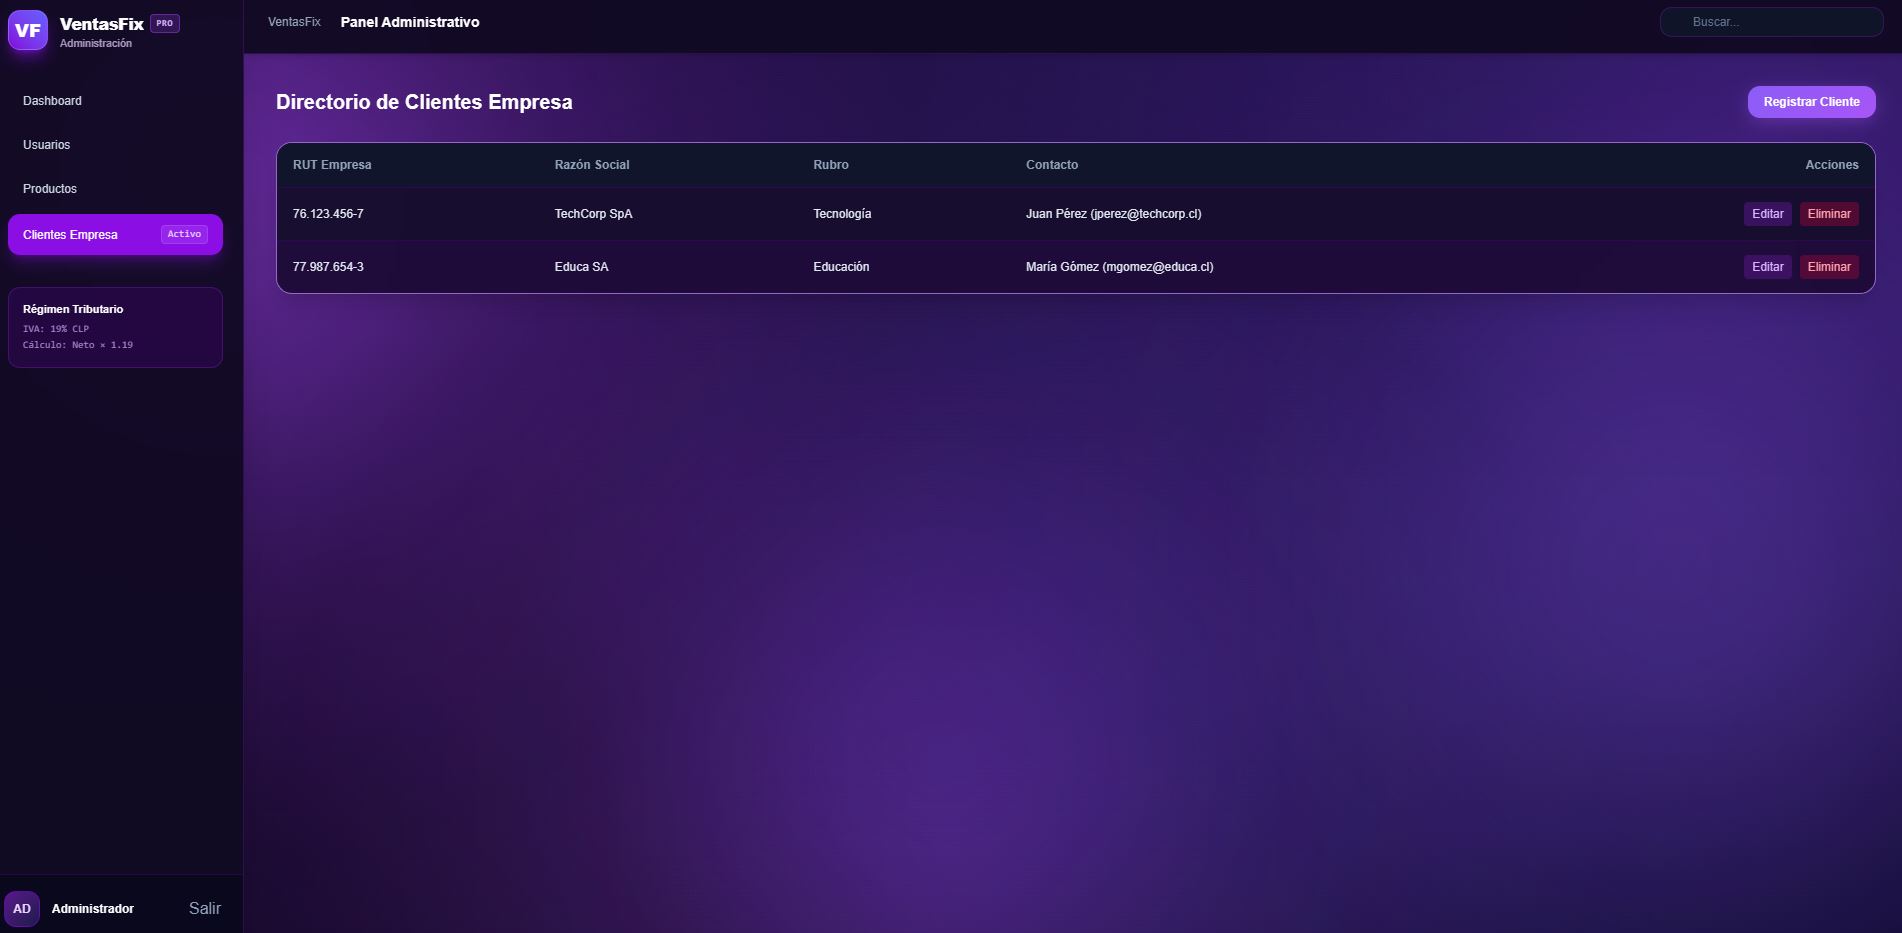 VF
VentasFix PRO
Administración
VentasFix Panel Administrativo
Buscar...
Dashboard
Usuarios
Productos
Clientes Empresa Activo
Régimen Tributario
IVA: 19% CLP
Cálculo: Neto × 1.19
AD Administrador Salir
Directorio de Clientes Empresa
Registrar Cliente
RUT Empresa Razón Social Rubro Contacto Acciones
76.123.456-7 TechCorp SpA Tecnología Juan Pérez (jperez@techcorp.cl) Editar Eliminar
77.987.654-3 Educa SA Educación María Gómez (mgomez@educa.cl) Editar Eliminar